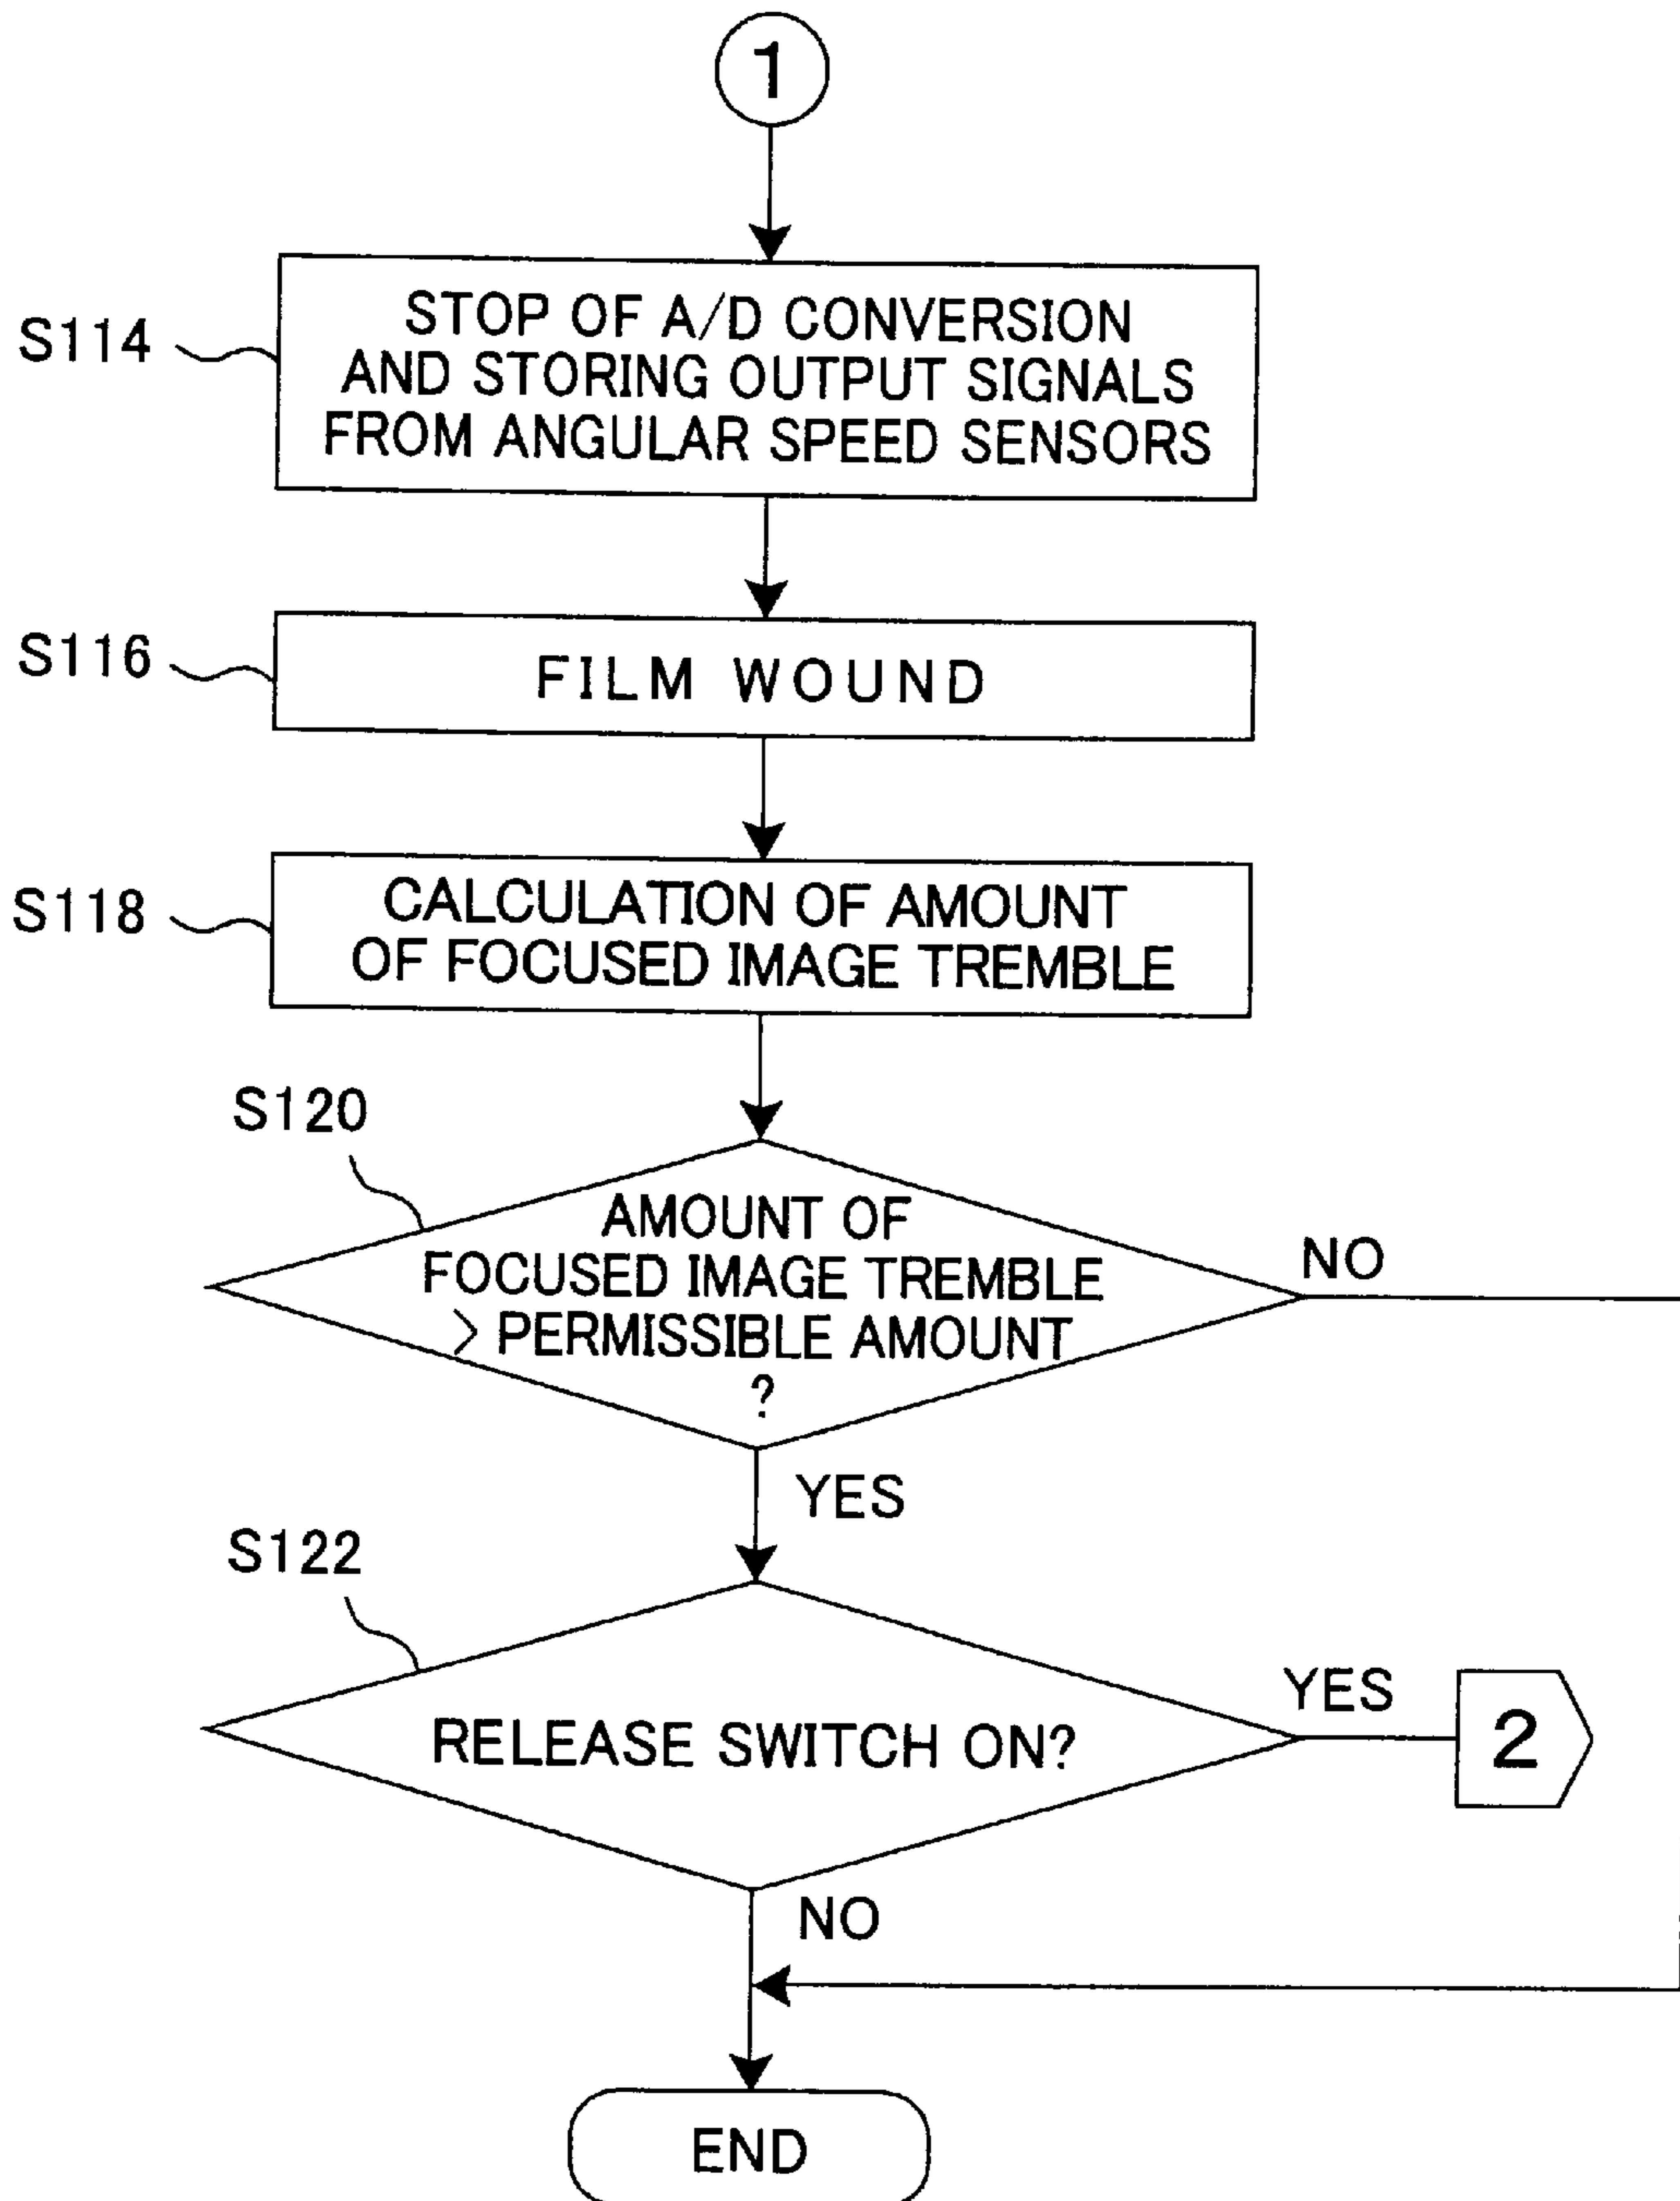 1
S114
STOP OF A/D CONVERSION
AND STORING OUTPUT SIGNALS
FROM ANGULAR SPEED SENSORS
S116
FILM WOUND
S118
CALCULATION OF AMOUNT
OF FOCUSED IMAGE TREMBLE
S120
AMOUNT OF
FOCUSED IMAGE TREMBLE
> PERMISSIBLE AMOUNT
?
NO
YES
S122
RELEASE SWITCH ON?
YES
2
NO
END